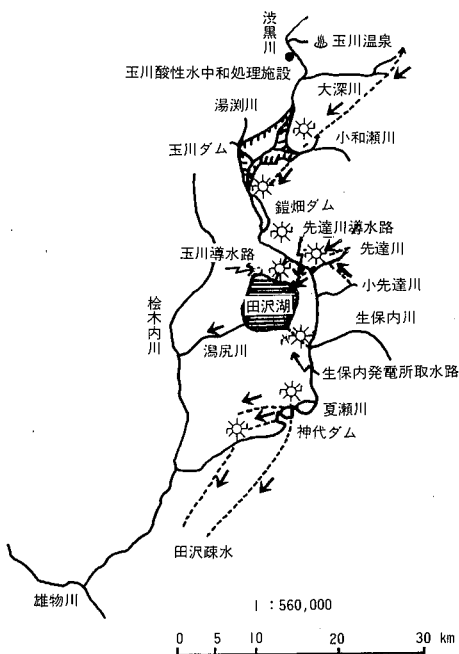 渋黒川
玉川温泉
玉川酸性水中和処理施設
大深川
湯渕川
小和瀬川
玉川ダム
鎧畑ダム
先達川導水路
玉川導水路
先達川
小先達川
田沢湖
桧木内川
生保内川
潟尻川
生保内発電所取水路
夏瀬川
神代ダム
田沢疎水
雄物川
1:560,000
0 5 10 20 30 km